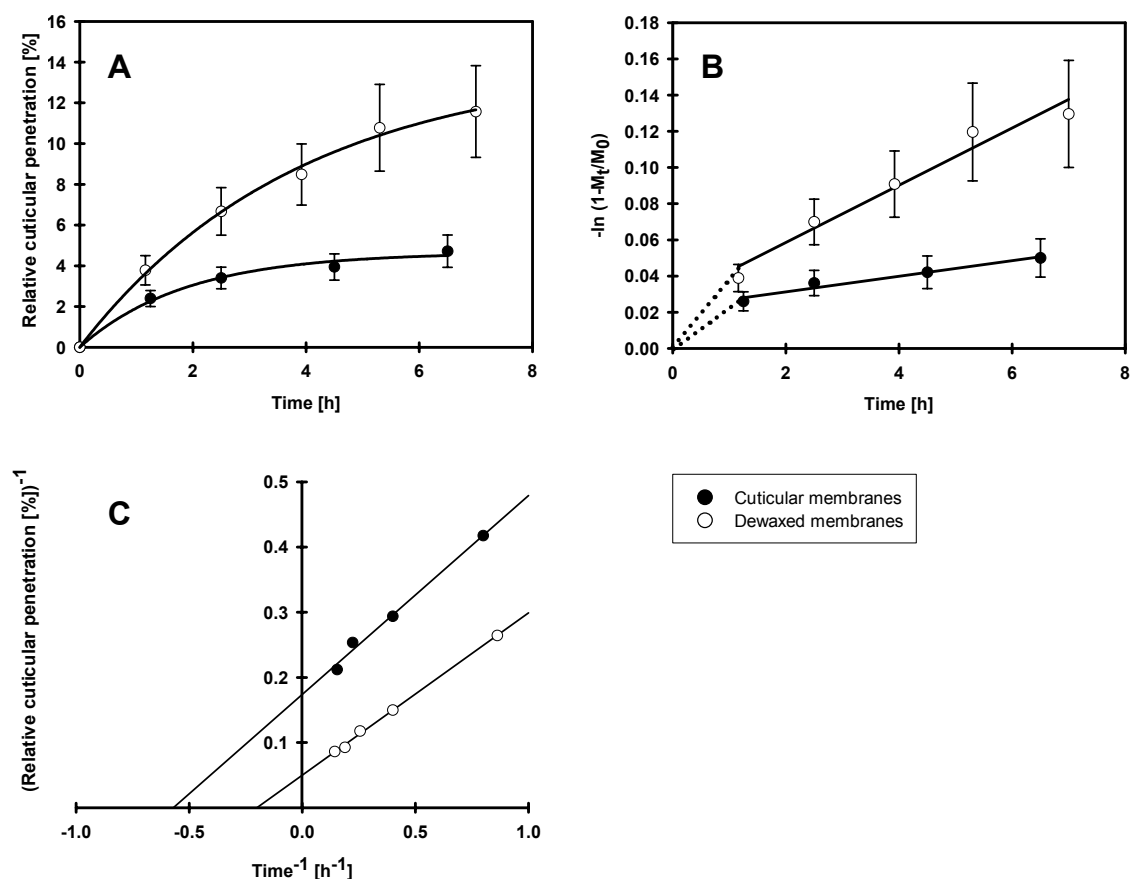 A
Relative cuticular penetration [%]
16
14
12
10
8
6
4
2
0
0 2 4 6 8
Time [h]
B
-ln (1-Mt/M0)
0.18
0.16
0.14
0.12
0.10
0.08
0.06
0.04
0.02
0.00
0 2 4 6 8
Time [h]
C
(Relative cuticular penetration [%])-1
0.5
0.4
0.3
0.2
0.1
-1.0 -0.5 0.0 0.5 1.0
Time-1 [h-1]
Cuticular membranes
Dewaxed membranes